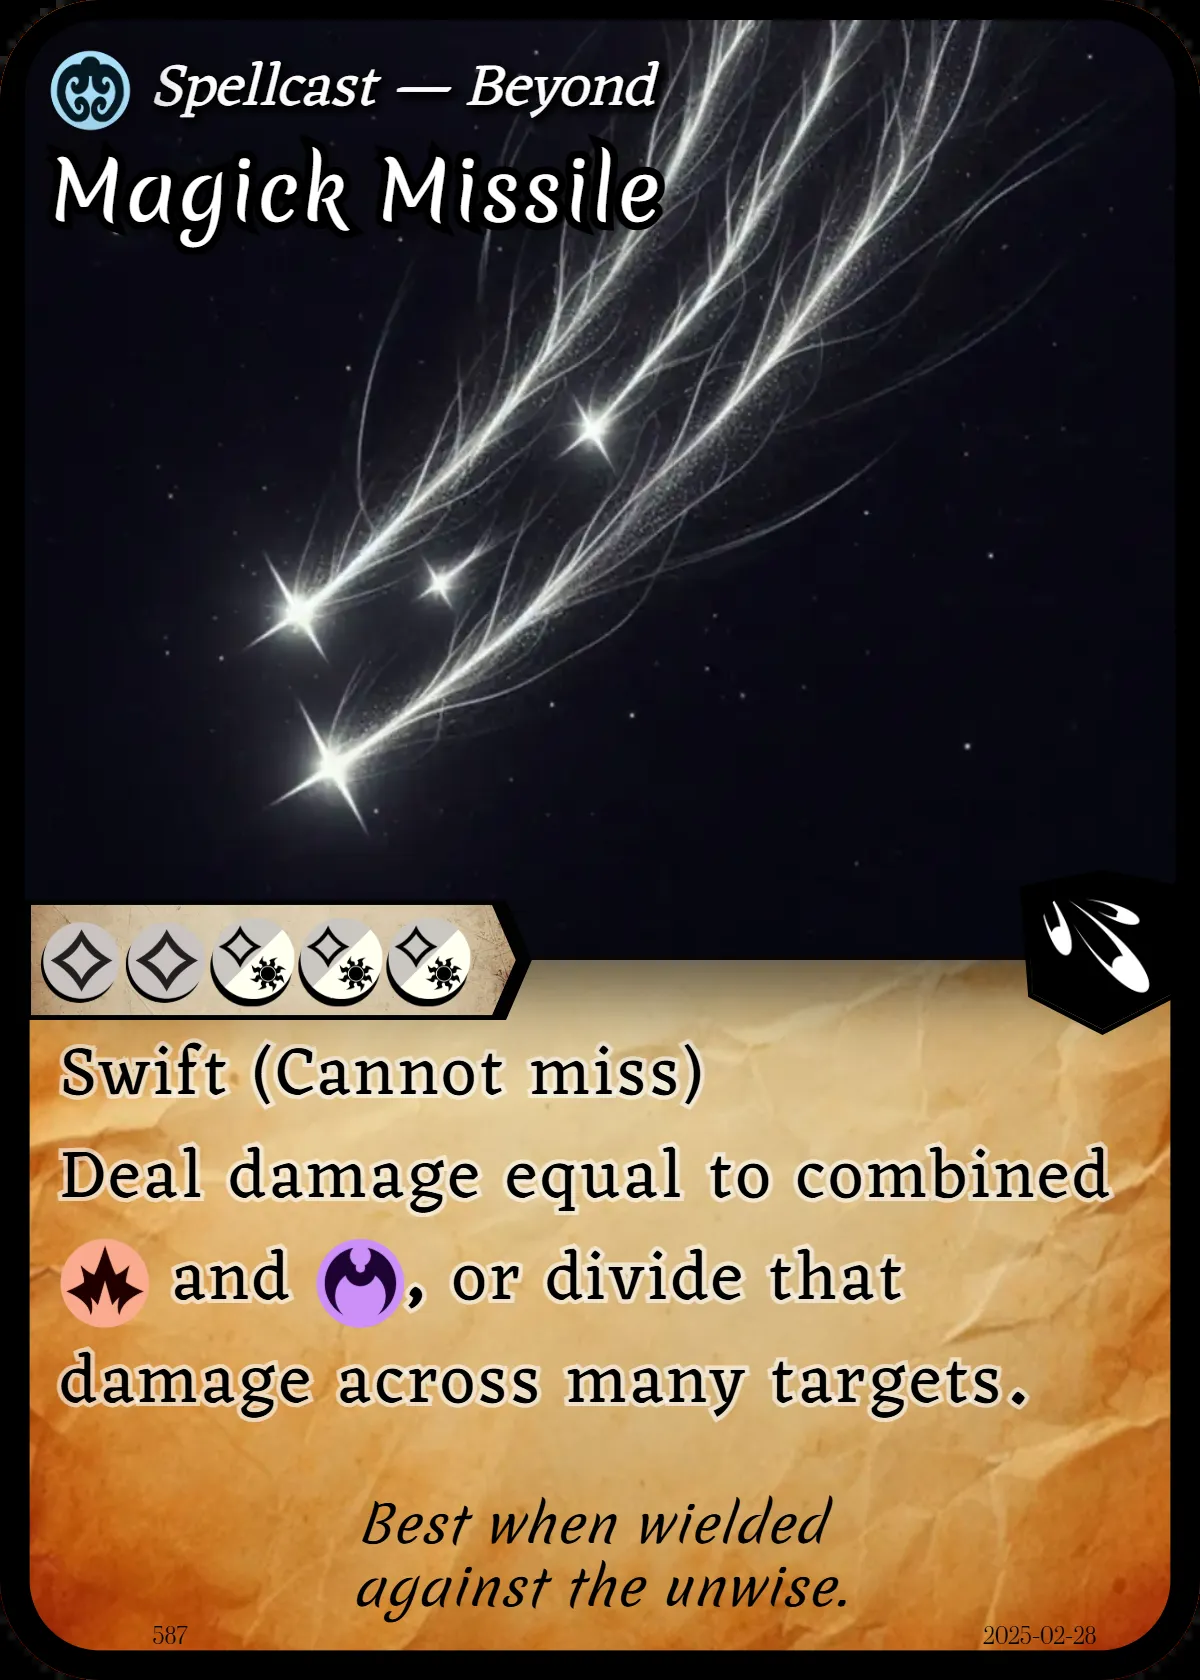 Spellcast — Beyond
Magick Missile
Swift (Cannot miss)
Deal damage equal to combined
and , or divide that
damage across many targets.
Best when wielded
against the unwise.
587
2025-02-28